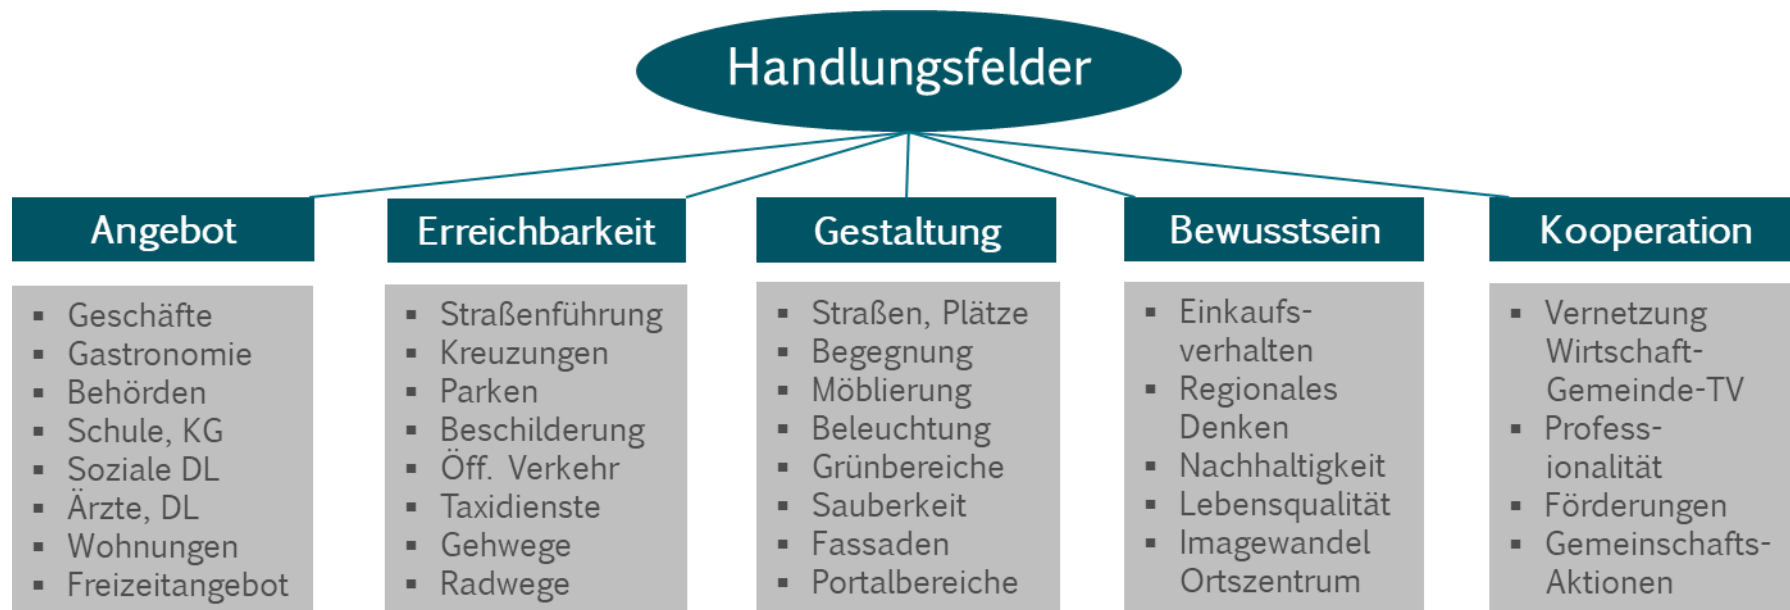 Handlungsfelder
Angebot
▪ Geschäfte
▪ Gastronomie
▪ Behörden
▪ Schule, KG
▪ Soziale DL
▪ Ärzte, DL
▪ Wohnungen
▪ Freizeitangebot
Erreichbarkeit
▪ Straßenführung
▪ Kreuzungen
▪ Parken
▪ Beschilderung
▪ Öff. Verkehr
▪ Taxidienste
▪ Gehwege
▪ Radwege
Gestaltung
▪ Straßen, Plätze
▪ Begegnung
▪ Möblierung
▪ Beleuchtung
▪ Grünbereiche
▪ Sauberkeit
▪ Fassaden
▪ Portalbereiche
Bewusstsein
▪ Einkaufs-
verhalten
▪ Regionales
Denken
▪ Nachhaltigkeit
▪ Lebensqualität
▪ Imagewandel
Ortszentrum
Kooperation
▪ Vernetzung
Wirtschaft-
Gemeinde-TV
▪ Profess-
ionalität
▪ Förderungen
▪ Gemeinschafts-
Aktionen